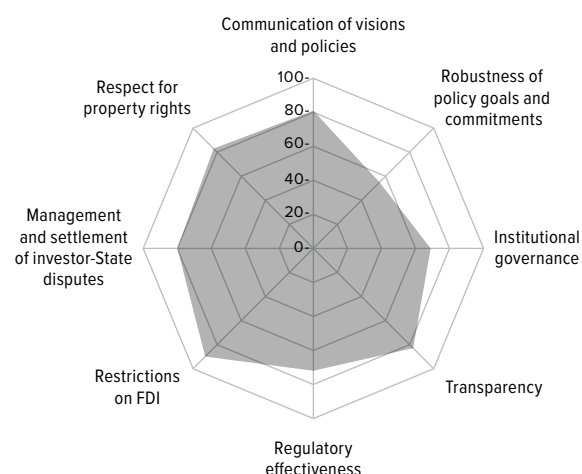 Communication of visions
and policies
Robustness of
policy goals and
commitments
Institutional
governance
Transparency
Regulatory
effectiveness
Restrictions
on FDI
Management
and settlement
of investor-State
disputes
Respect for
property rights
100-
80-
60-
40-
20-
0-